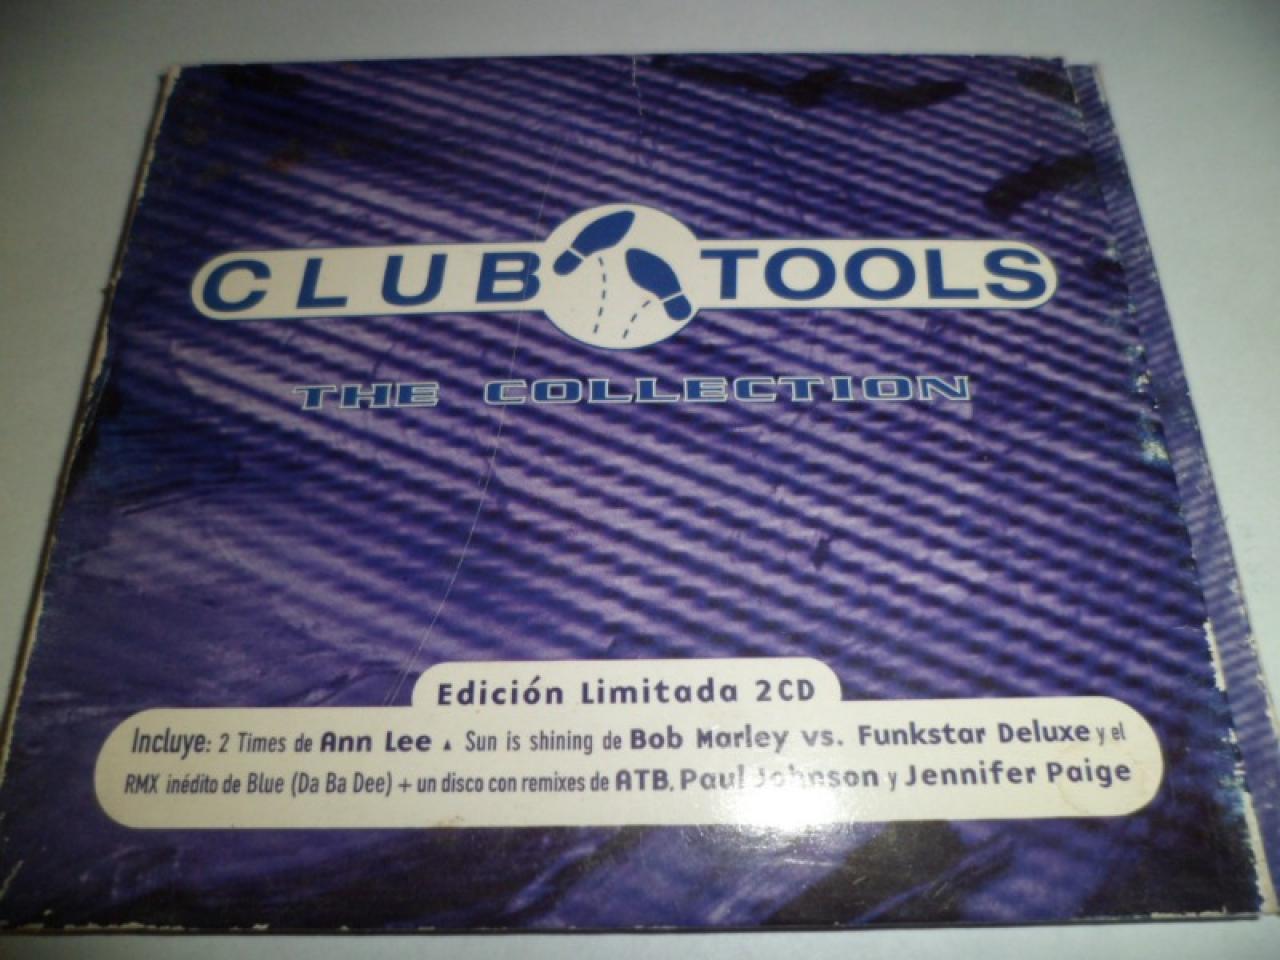 CLUB TOOLS
THE COLLECTION
Edición Limitada 2CD
Incluye: 2 Times de Ann Lee ▲ Sun is shining de Bob Marley vs. Funkstar Deluxe y el
RMX inédito de Blue (Da Ba Dee) + un disco con remixes de ATB, Paul Johnson y Jennifer Paige